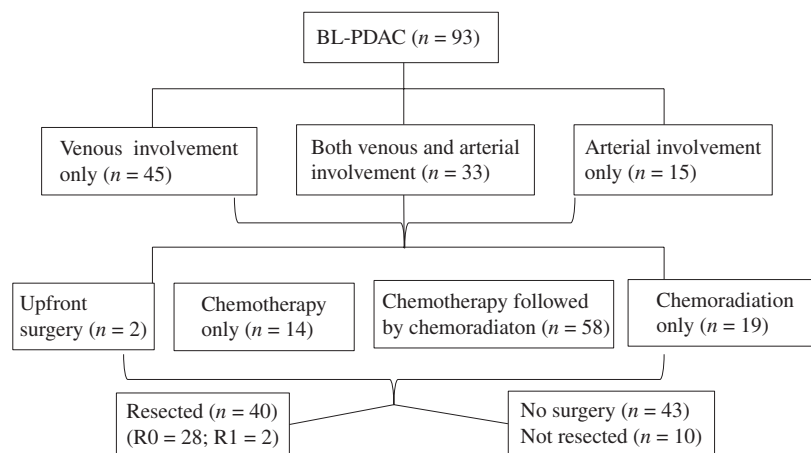 BL-PDAC (n = 93)
Venous involvement
only (n = 45)
Both venous and arterial
involvement (n = 33)
Arterial involvement
only (n = 15)
Upfront
surgery (n = 2)
Chemotherapy
only (n = 14)
Chemotherapy followed
by chemoradiaton (n = 58)
Chemoradiation
only (n = 19)
Resected (n = 40)
(R0 = 28; R1 = 2)
No surgery (n = 43)
Not resected (n = 10)